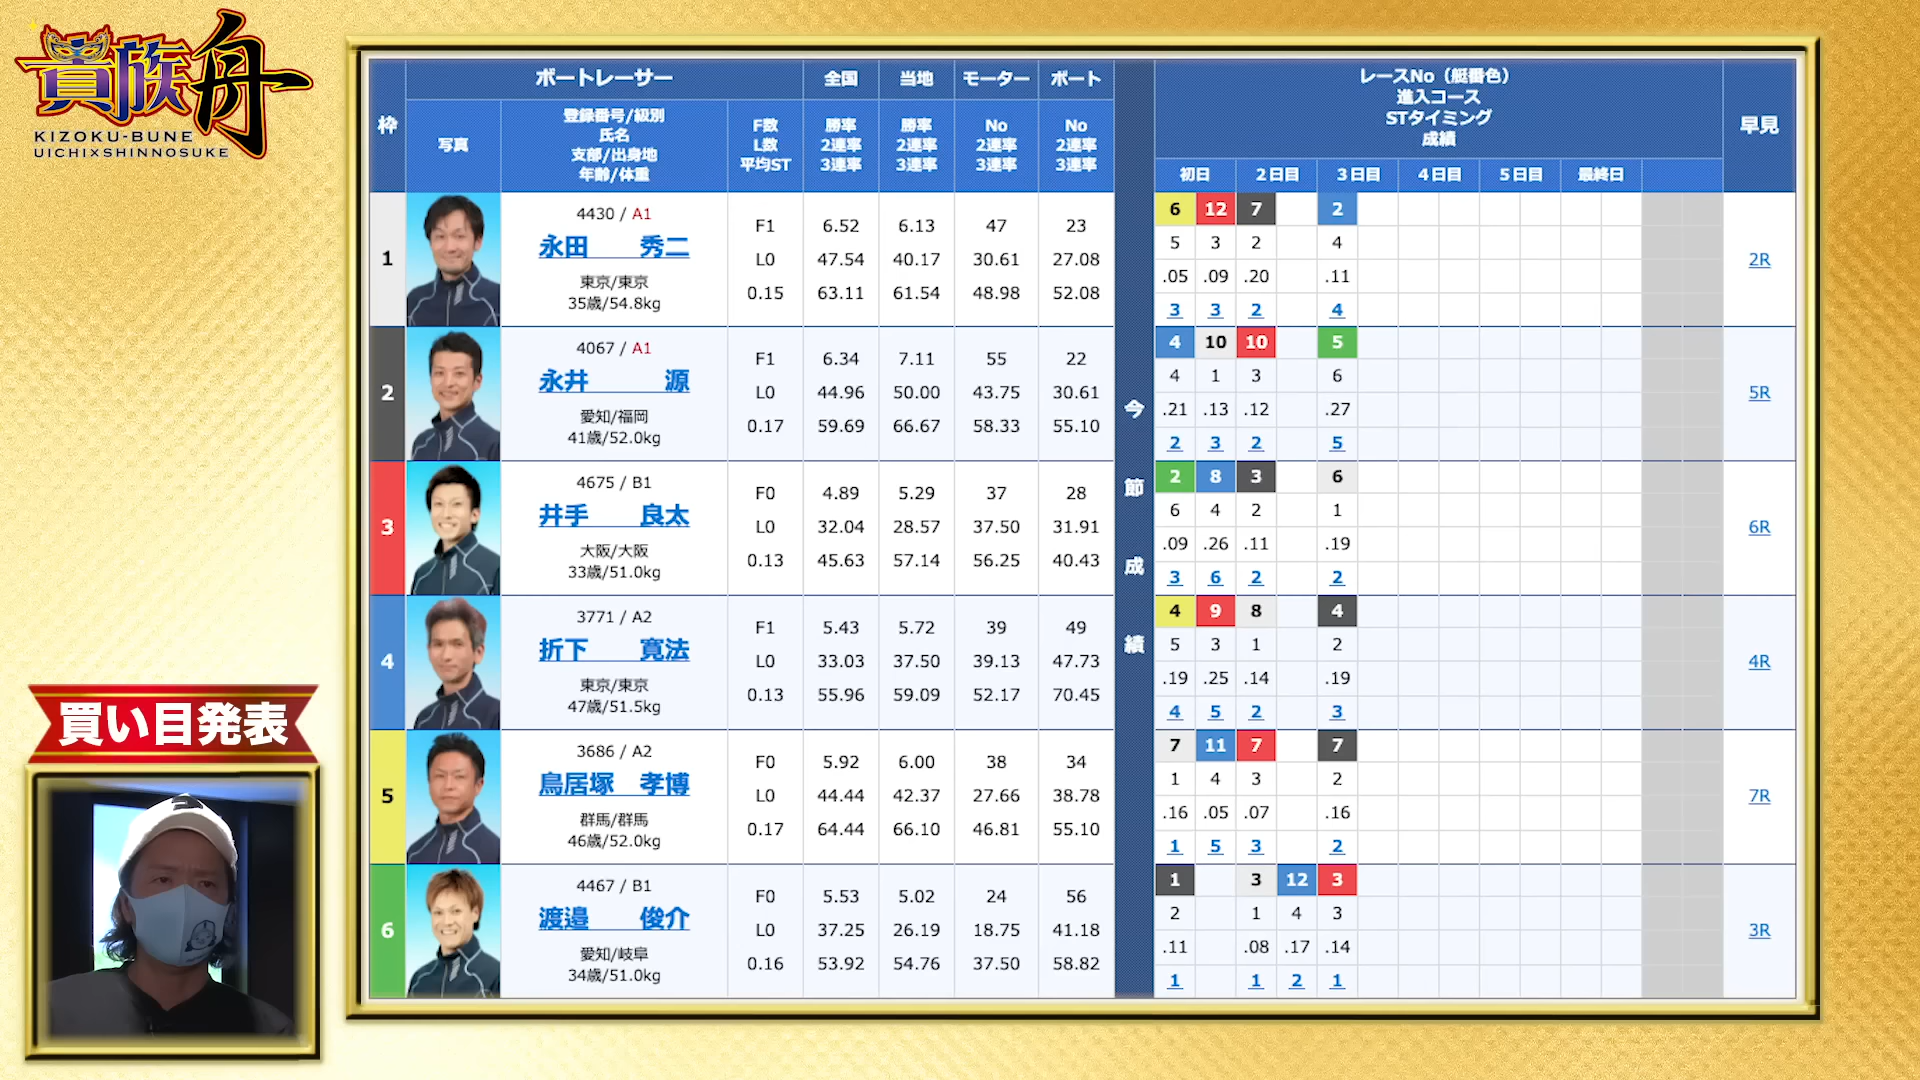 貴族舟
KIZOKU-BUNE
UICHI×SHINNOSUKE
枠 ボートレーサー 全国 当地 モーター ボート レースNo（艇番色）
進入コース
STタイミング
成績
早見
写真
登録番号/級別
氏名
支部/出身地
年齢/体重
F数
L数
平均ST
勝率
2連率
3連率
勝率
2連率
3連率
No
2連率
3連率
No
2連率
3連率
初日 2日目 3日目 4日目 5日目 最終日
今節成績
1 4430 / A1
永田 秀二
東京/東京
35歳/54.8kg
F1 6.52 6.13 47 23
L0 47.54 40.17 30.61 27.08
0.15 63.11 61.54 48.98 52.08
6 12 7 2
5 3 2 4
.05 .09 .20 .11
3 3 2 4
2R
2 4067 / A1
永井 源
愛知/福岡
41歳/52.0kg
F1 6.34 7.11 55 22
L0 44.96 50.00 43.75 30.61
0.17 59.69 66.67 58.33 55.10
4 10 10 5
4 1 3 6
.21 .13 .12 .27
2 3 2 5
5R
3 4675 / B1
井手 良太
大阪/大阪
33歳/51.0kg
F0 4.89 5.29 37 28
L0 32.04 28.57 37.50 31.91
0.13 45.63 57.14 56.25 40.43
2 8 3 6
6 4 2 1
.09 .26 .11 .19
3 6 2 2
6R
4 3771 / A2
折下 寛法
東京/東京
47歳/51.5kg
F1 5.43 5.72 39 49
L0 33.03 37.50 39.13 47.73
0.13 55.96 59.09 52.17 70.45
4 9 8 4
5 3 1 2
.19 .25 .14 .19
4 5 2 3
4R
5 3686 / A2
鳥居塚 孝博
群馬/群馬
46歳/52.0kg
F0 5.92 6.00 38 34
L0 44.44 42.37 27.66 38.78
0.17 64.44 66.10 46.81 55.10
7 11 7 7
1 4 3 2
.16 .05 .07 .16
1 5 3 2
7R
6 4467 / B1
渡邉 俊介
愛知/岐阜
34歳/51.0kg
F0 5.53 5.02 24 56
L0 37.25 26.19 18.75 41.18
0.16 53.92 54.76 37.50 58.82
1 3 12 3
2 1 4 3
.11 .08 .17 .14
1 1 2 1
3R
買い目発表